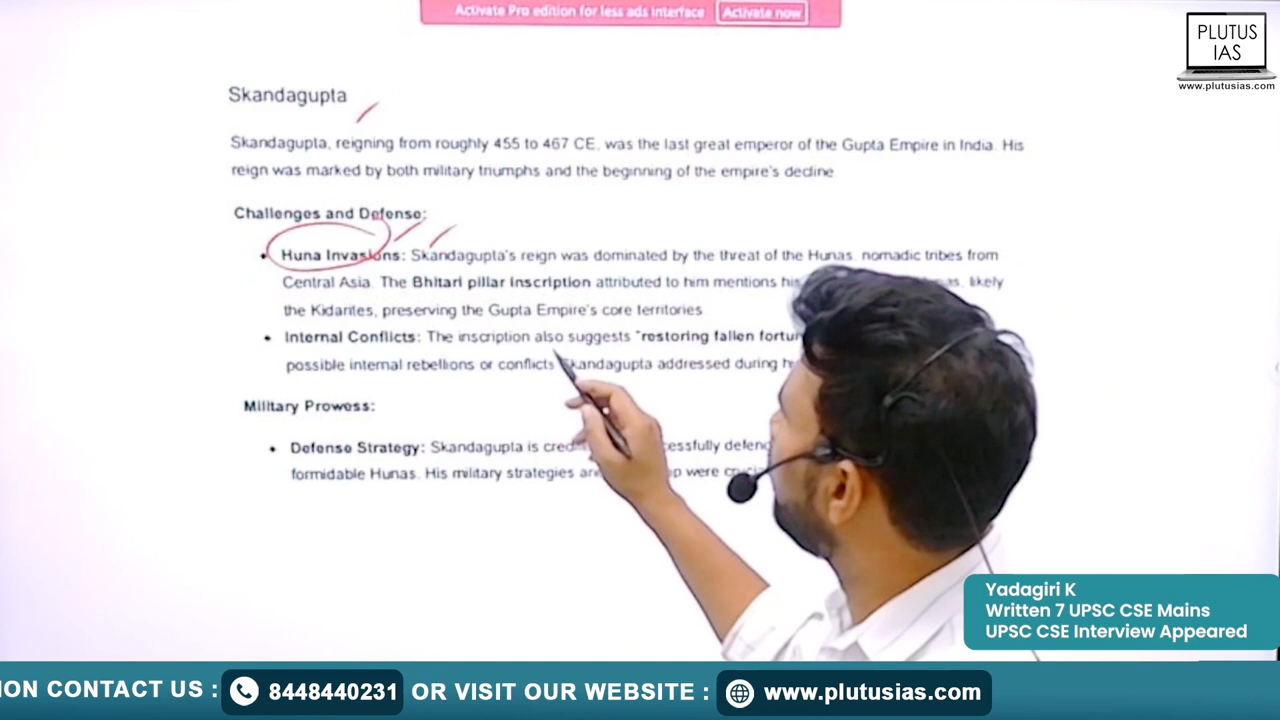 Activate Pro edition for less ads interface Activate now
PLUTUS
IAS
www.plutusias.com
Skandagupta
Skandagupta, reigning from roughly 455 to 467 CE, was the last great emperor of the Gupta Empire in India. His
reign was marked by both military triumphs and the beginning of the empire's decline
Challenges and Defense:
• Huna Invasions: Skandagupta's reign was dominated by the threat of the Hunas, nomadic tribes from
Central Asia. The Bhitari pillar inscription attributed to him mentions his likely
the Kidarites, preserving the Gupta Empire's core territories
• Internal Conflicts: The inscription also suggests "restoring fallen
possible internal rebellions or conflicts Skandagupta addressed during
Military Prowess:
• Defense Strategy: Skandagupta is
formidable Hunas. His military strategies were
Yadagiri K
Written 7 UPSC CSE Mains
UPSC CSE Interview Appeared
ION CONTACT US : 8448440231 OR VISIT OUR WEBSITE : www.plutusias.com